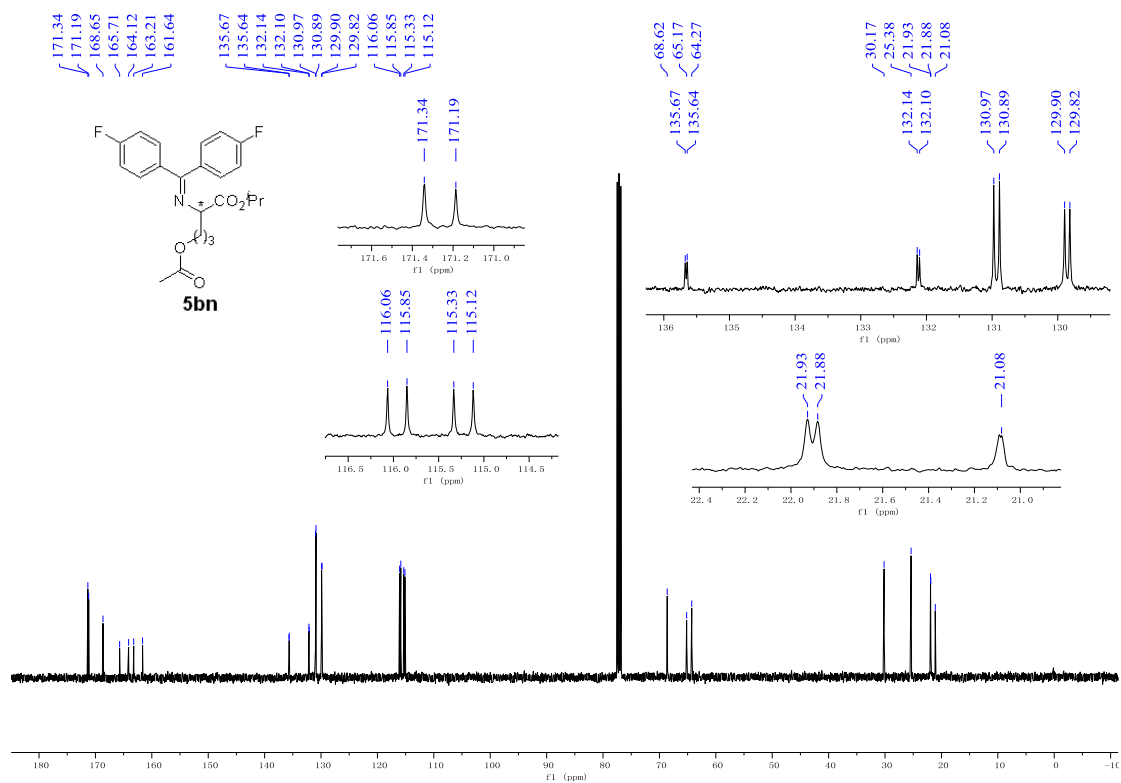 171.34
171.19
168.65
165.71
164.12
163.21
161.64
135.67
135.64
132.14
132.10
130.97
130.89
129.90
129.82
116.06
115.85
115.33
115.12
68.62
65.17
64.27
30.17
25.38
21.93
21.88
21.08
F
F
N
*
CO2iPr
( )3
O
O
5bn
171.34
171.19
171.6 171.4 171.2 171.0
f1 (ppm)
135.67
135.64
132.14
132.10
130.97
130.89
129.90
129.82
136 135 134 133 132 131 130
f1 (ppm)
116.06
115.85
115.33
115.12
116.5 116.0 115.5 115.0 114.5
f1 (ppm)
21.93
21.88
21.08
22.4 22.2 22.0 21.8 21.6 21.4 21.2 21.0
f1 (ppm)
180 170 160 150 140 130 120 110 100 90 80 70 60 50 40 30 20 10 0 -10
f1 (ppm)